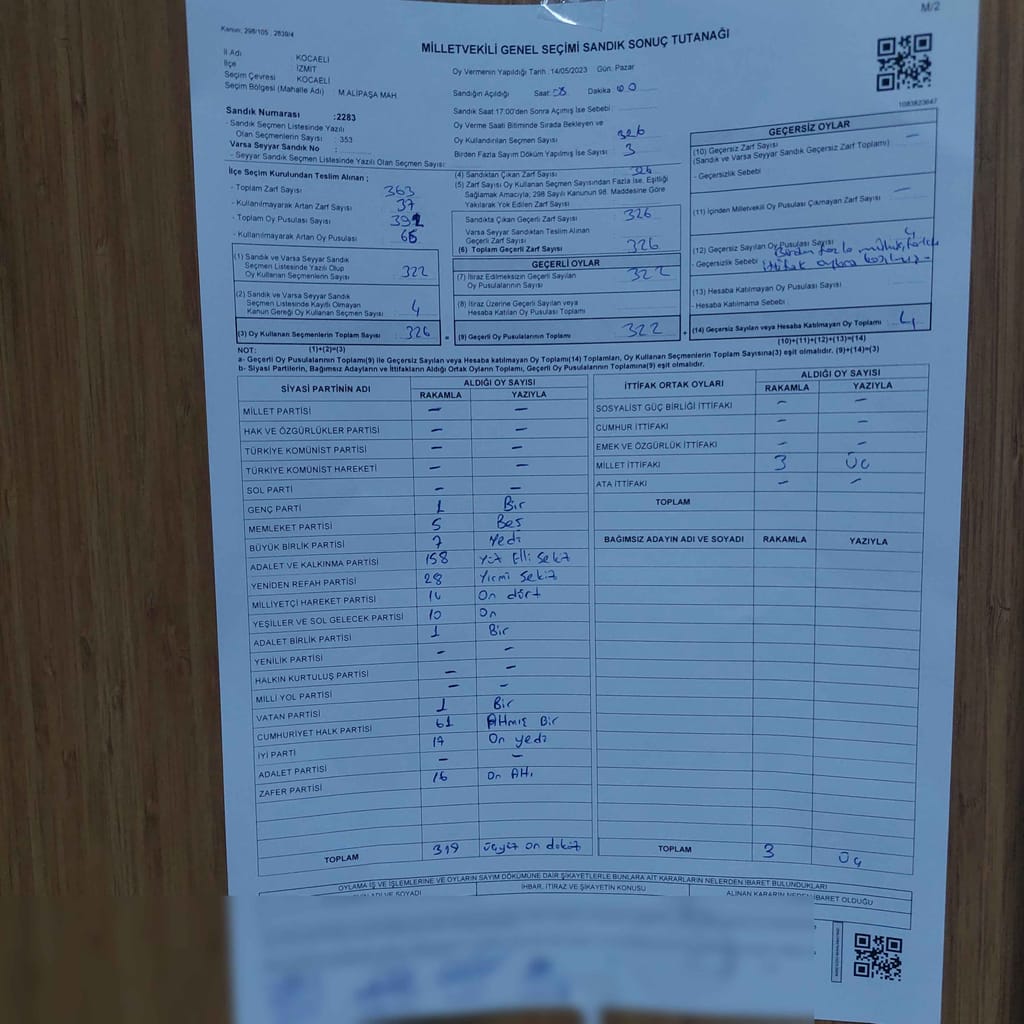 M/2
Kanun: 298/105 , 2839/4
MİLLETVEKİLİ GENEL SEÇİMİ SANDIK SONUÇ TUTANAĞI
İl Adı KOCAELİ
İlçe İZMİT
Seçim Çevresi KOCAELİ
Seçim Bölgesi (Mahalle Adı) M.ALİPAŞA MAH.
Oy Vermenin Yapıldığı Tarih :14/05/2023 Gün: Pazar
Sandığın Açıldığı Saat: 08 Dakika 00
1083823647
Sandık Numarası :2283
- Sandık Seçmen Listesinde Yazılı
Olan Seçmenlerin Sayısı : 353
Varsa Seyyar Sandık No :
- Seyyar Sandık Seçmen Listesinde Yazılı Olan Seçmen Sayısı:
Sandık Saat 17:00'den Sonra Açımış İse Sebebi
Oy Verme Saati Bitiminde Sırada Bekleyen ve
Oy Kullandırılan Seçmen Sayısı 326
Birden Fazla Sayım Döküm Yapılmış İse Sayısı 3
İlçe Seçim Kurulundan Teslim Alınan ;
- Toplam Zarf Sayısı 363
- Kullanılmayarak Artan Zarf Sayısı 37
- Toplam Oy Pusulası Sayısı
- Kullanılmayarak Artan Oy Pusulası
(1) Sandık ve Varsa Seyyar Sandık
Seçmen Listesinde Yazılı Olup
Oy Kullanan Seçmenlerin Sayısı 322
(2) Sandık ve Varsa Seyyar Sandık
Seçmen Listesinde Kayıtlı Olmayan
Kanun Gereği Oy Kullanan Seçmen Sayısı 4
(3) Oy Kullanan Seçmenlerin Toplam Sayısı 326
(4) Sandıktan Çıkan Zarf Sayısı 326
(5) Zarf Sayısı Oy Kullanan Seçmen Sayısından Fazla İse, Eşitliği
Sağlamak Amacıyla; 298 Sayılı Kanunun 98. Maddesine Göre
Yakılarak Yok Edilen Zarf Sayısı
Sandıkta Çıkan Geçerli Zarf Sayısı 326
Varsa Seyyar Sandıktan Teslim Alınan
Geçerli Zarf Sayısı
(6) Toplam Geçerli Zarf Sayısı 326
GEÇERLİ OYLAR
(7) İtiraz Edilmeksizin Geçerli Sayılan
Oy Pusulalarının Sayısı 322
(8) İtiraz Üzerine Geçerli Sayılan veya
Hesaba Katılan Oy Pusulası Toplamı
= (9) Geçerli Oy Pusulalarının Toplamı 322
GEÇERSİZ OYLAR
(10) Geçersiz Zarf Sayısı —
(Sandık ve Varsa Seyyar Sandık Geçersiz Zarf Toplamı)
- Geçersizlik Sebebi
(11) İçinden Milletvekili Oy Pusulası Çıkmayan Zarf Sayısı —
(12) Geçersiz Sayılan Oy Pusulası Sayısı 4
- Geçersizlik Sebebi Birden fazla
ittifak oylara
(13) Hesaba Katılmayan Oy Pusulası Sayısı
- Hesaba Katılmama Sebebi
+ (14) Geçersiz Sayılan veya Hesaba Katılmayan Oy Toplamı 4
(10)+(11)+(12)+(13)=(14)
NOT: (1)+(2)=(3)
a- Geçerli Oy Pusulalarının Toplamı(9) ile Geçersiz Sayılan veya Hesaba katılmayan Oy Toplamı(14) Toplamları, Oy Kullanan Seçmenlerin Toplam Sayısına(3) eşit olmalıdır. (9)+(14)=(3)
b- Siyasi Partilerin, Bağımsız Adayların ve İttifakların Aldığı Ortak Oyların Toplamı, Geçerli Oy Pusulalarının Toplamına(9) eşit olmalıdır.
SİYASİ PARTİNİN ADI ALDIĞI OY SAYISI
RAKAMLA YAZIYLA
MİLLET PARTİSİ — —
HAK VE ÖZGÜRLÜKLER PARTİSİ — —
TÜRKİYE KOMÜNİST PARTİSİ — —
TÜRKİYE KOMÜNİST HAREKETİ — —
SOL PARTİ — —
GENÇ PARTİ 1 Bir
MEMLEKET PARTİSİ 5 Beş
BÜYÜK BİRLİK PARTİSİ 7 Yedi
ADALET VE KALKINMA PARTİSİ 158 Yüz Elli Sekiz
YENİDEN REFAH PARTİSİ 28 Yirmi Sekiz
MİLLİYETÇİ HAREKET PARTİSİ 14 On dört
YEŞİLLER VE SOL GELECEK PARTİSİ 10 On
ADALET BİRLİK PARTİSİ 1 Bir
YENİLİK PARTİSİ — —
HALKIN KURTULUŞ PARTİSİ — —
MİLLİ YOL PARTİSİ — —
VATAN PARTİSİ 1 Bir
CUMHURİYET HALK PARTİSİ 61 Altmış Bir
İYİ PARTİ 17 On yedi
ADALET PARTİSİ — —
ZAFER PARTİSİ 16 On Altı
TOPLAM 319 üçyüz on dokuz
İTTİFAK ORTAK OYLARI ALDIĞI OY SAYISI
RAKAMLA YAZIYLA
SOSYALİST GÜÇ BİRLİĞİ İTTİFAKI — —
CUMHUR İTTİFAKI — —
EMEK VE ÖZGÜRLÜK İTTİFAKI — —
MİLLET İTTİFAKI 3 Üç
ATA İTTİFAKI — —
TOPLAM
BAĞIMSIZ ADAYIN ADI VE SOYADI RAKAMLA YAZIYLA
TOPLAM 3 Üç
OYLAMA İŞ VE İŞLEMLERİNE VE OYLARIN SAYIM DÖKÜMÜNE DAİR ŞİKAYETLERLE BUNLARA AİT KARARLARIN NELERDEN İBARET BULUNDUKLARI
ADI VE SOYADI İHBAR, İTİRAZ VE ŞİKAYETİN KONUSU ALINAN KARARIN NEDEN İBARET OLDUĞU